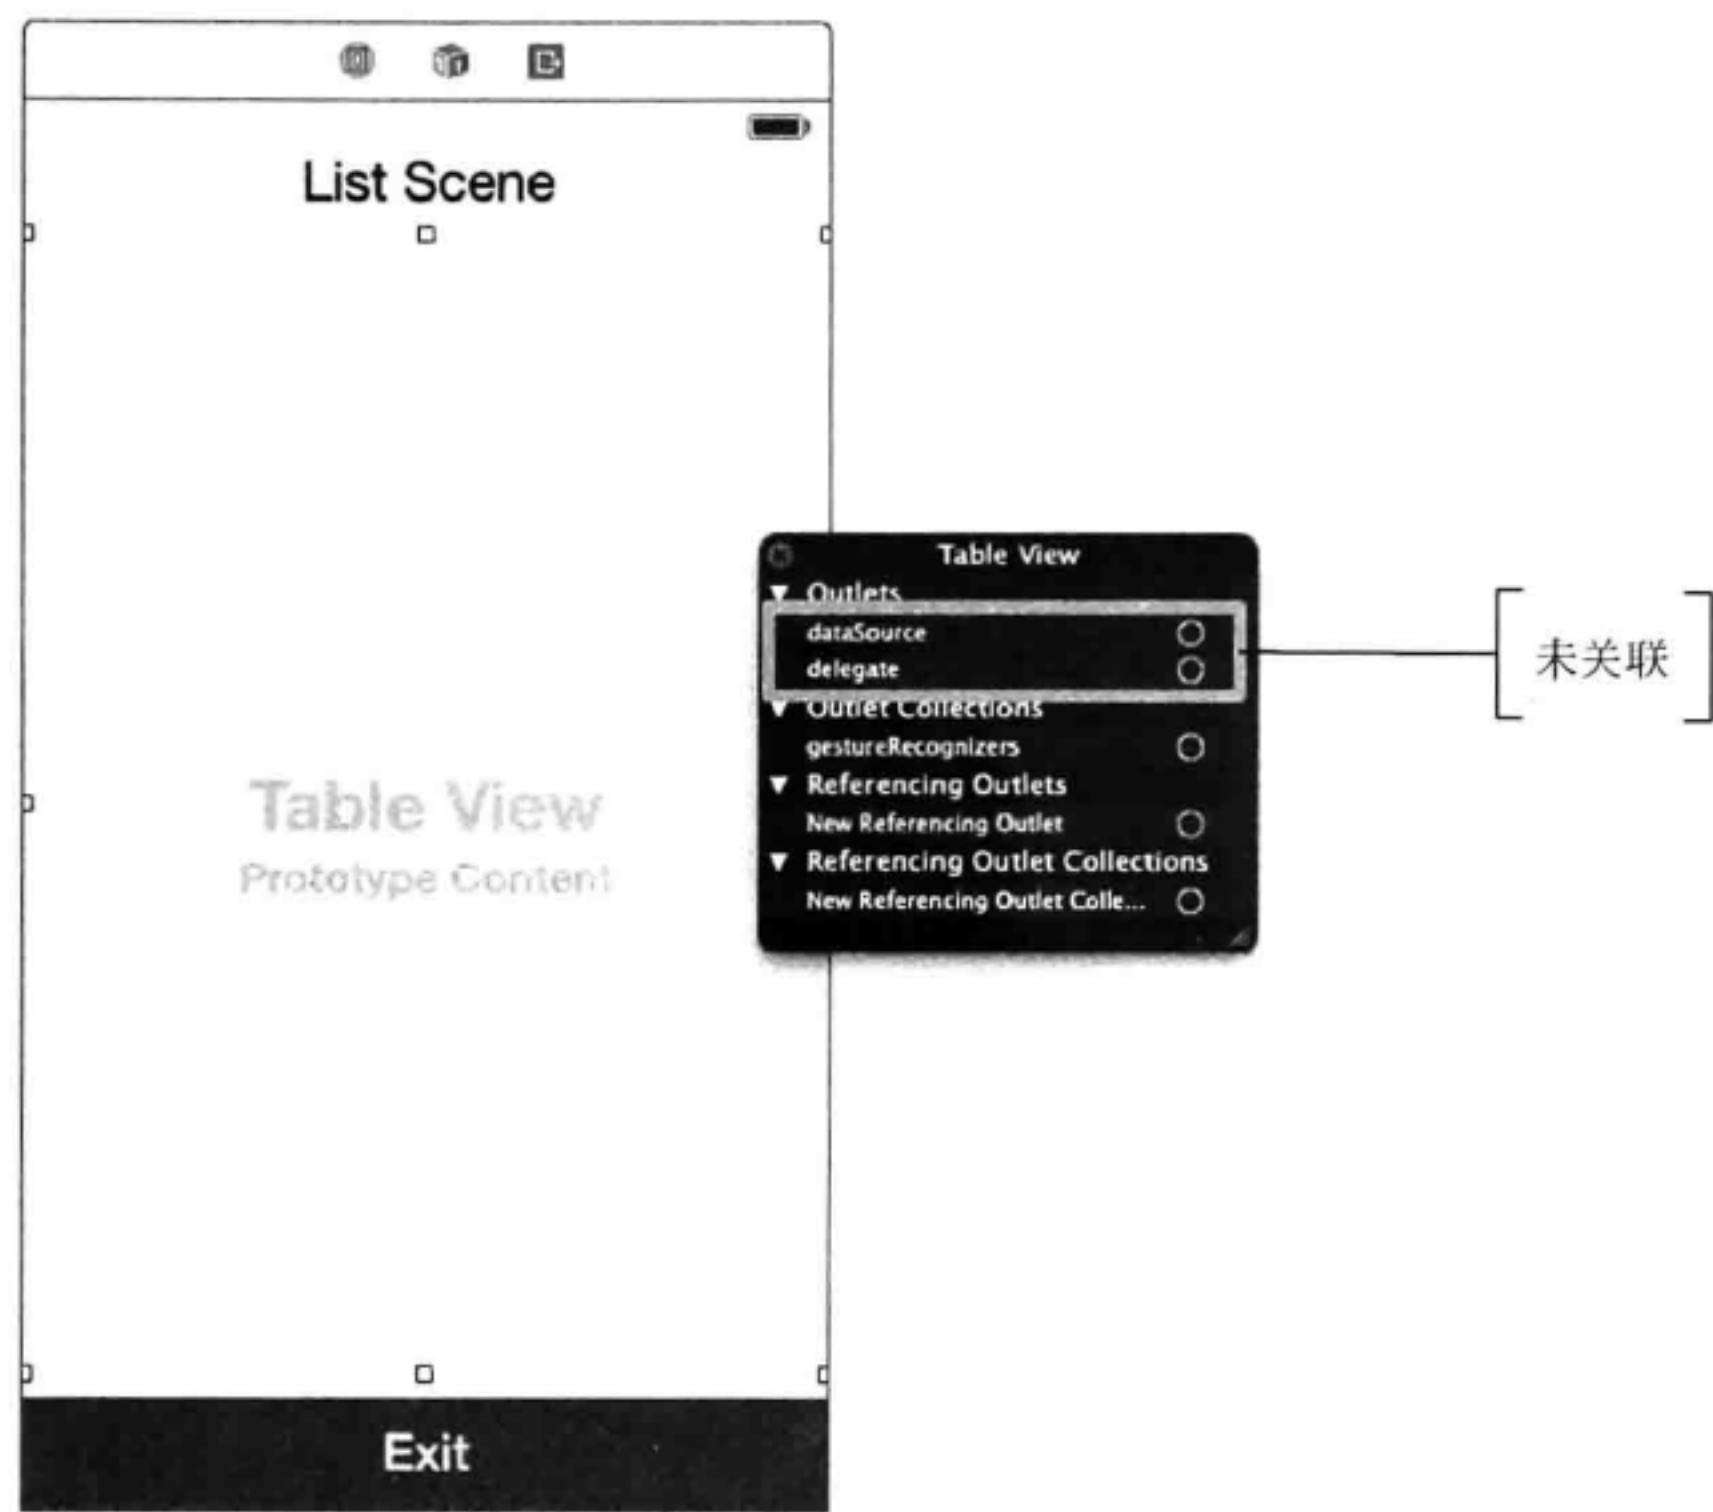 List Scene
Table View
Prototype Content
Exit
Table View
Outlets
dataSource
delegate
Outlet Collections
gestureRecognizers
Referencing Outlets
New Referencing Outlet
Referencing Outlet Collections
New Referencing Outlet Colle...
未关联